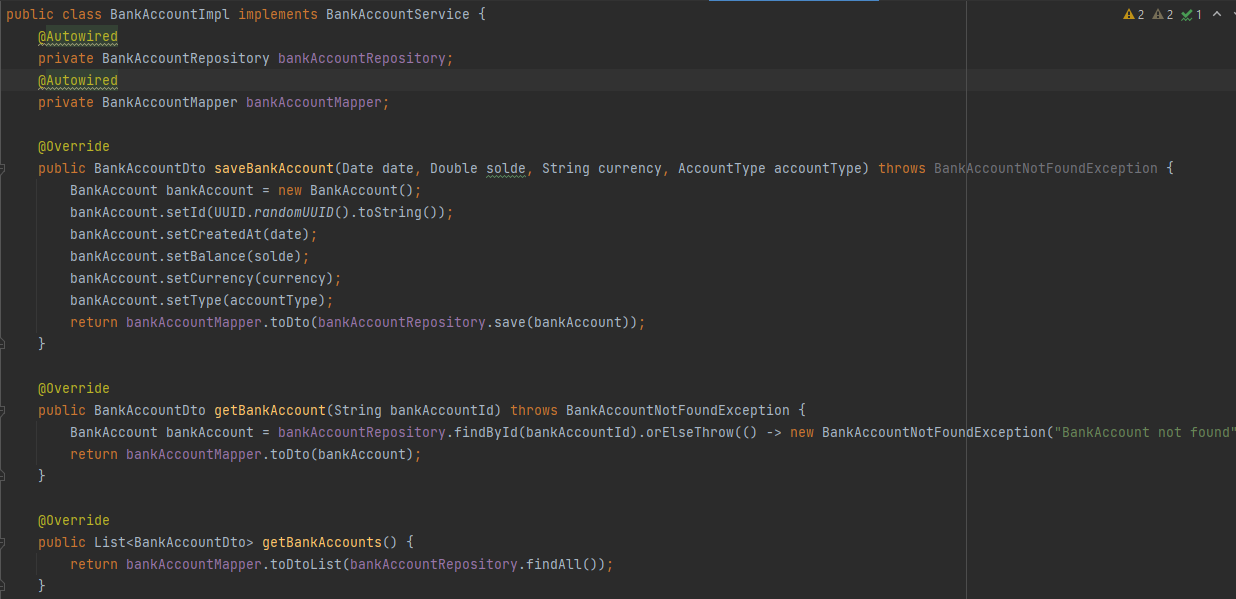 public class BankAccountImpl implements BankAccountService {
2 2 1
@Autowired
private BankAccountRepository bankAccountRepository;
@Autowired
private BankAccountMapper bankAccountMapper;
@Override
public BankAccountDto saveBankAccount(Date date, Double solde, String currency, AccountType accountType) throws BankAccountNotFoundException {
BankAccount bankAccount = new BankAccount();
bankAccount.setId(UUID.randomUUID().toString());
bankAccount.setCreatedAt(date);
bankAccount.setBalance(solde);
bankAccount.setCurrency(currency);
bankAccount.setType(accountType);
return bankAccountMapper.toDto(bankAccountRepository.save(bankAccount));
}
@Override
public BankAccountDto getBankAccount(String bankAccountId) throws BankAccountNotFoundException {
BankAccount bankAccount = bankAccountRepository.findById(bankAccountId).orElseThrow(() -> new BankAccountNotFoundException("BankAccount not found"
return bankAccountMapper.toDto(bankAccount);
}
@Override
public List<BankAccountDto> getBankAccounts() {
return bankAccountMapper.toDtoList(bankAccountRepository.findAll());
}